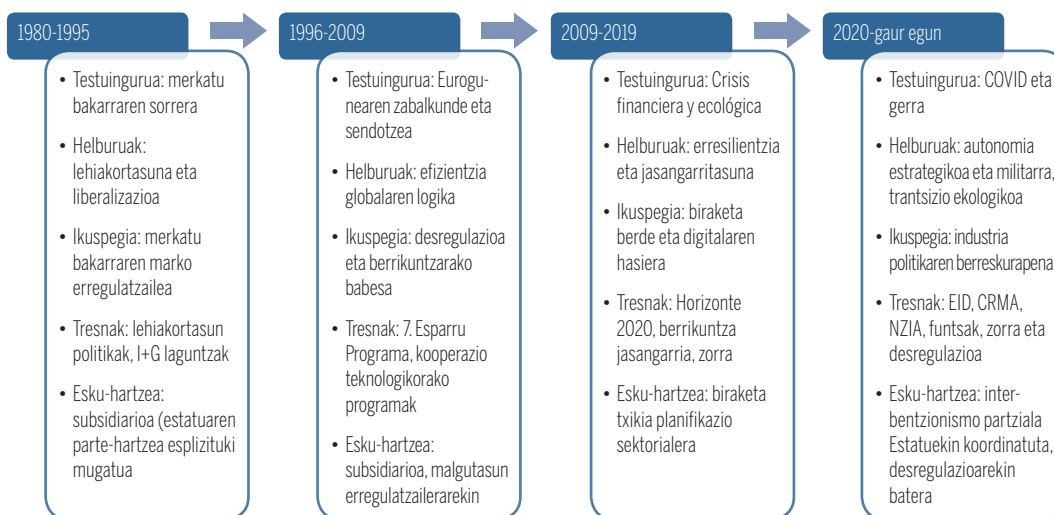 1980-1995
• Testuingurua: merkatu
bakarraren sorrera
• Helburuak:
lehiakortasuna eta
liberalizazioa
• Ikuspegia: merkatu
bakarraren marko
erregulatzailea
• Tresnak: lehiakortasun
politikak, I+G laguntzak
• Esku-hartzea:
subsidiarioa (estatuaren
parte-hartzea esplizituki
mugatua
1996-2009
• Testuingurua: Eurogu-
nearen zabalkunde eta
sendotzea
• Helburuak: efizientzia
globalaren logika
• Ikuspegia: desregulazioa
eta berrikuntzarako
babesa
• Tresnak: 7. Esparru
Programa, kooperazio
teknologikorako
programak
• Esku-hartzea:
subsidiarioa, malgutasun
erregulatzailerarekin
2009-2019
• Testuingurua: Crisis
financiera y ecológica
• Helburuak: erresilientzia
eta jasangarritasuna
• Ikuspegia: biraketa
berde eta digitalaren
hasiera
• Tresnak: Horizonte
2020, berrikuntza
jasangarria, zorra
• Esku-hartzea: biraketa
txikia planifikazio
sektorialera
2020-gaur egun
• Testuingurua: COVID eta
gerra
• Helburuak: autonomia
estrategikoa eta militarra,
trantsizio ekologikoa
• Ikuspegia: industria
politikaren berreskurapena
• Tresnak: EID, CRMA,
NZIA, funtsak, zorra eta
desregulazioa
• Esku-hartzea: inter-
bentzionismo partziala
Estatuekin koordinatuta,
desregulazioarekin
batera